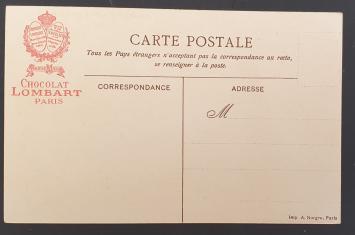 CARTE POSTALE
Tous les Pays étrangers n'acceptant pas la correspondance au recto,
se renseigner à la poste.
CHOCOLAT
LOMBART
PARIS
CORRESPONDANCE
ADRESSE
M
Imp. A. Norgeu, Paris